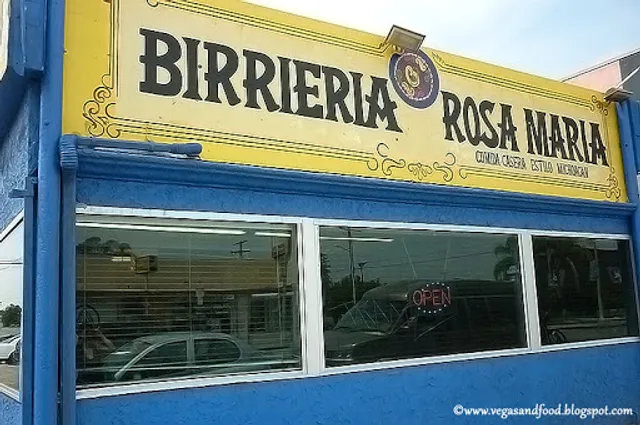 BIRRIERIA ROSA MARIA
COMIDA CASERA ESTILO MICHOACAN
OPEN
©www.vegasandfood.blogspot.com